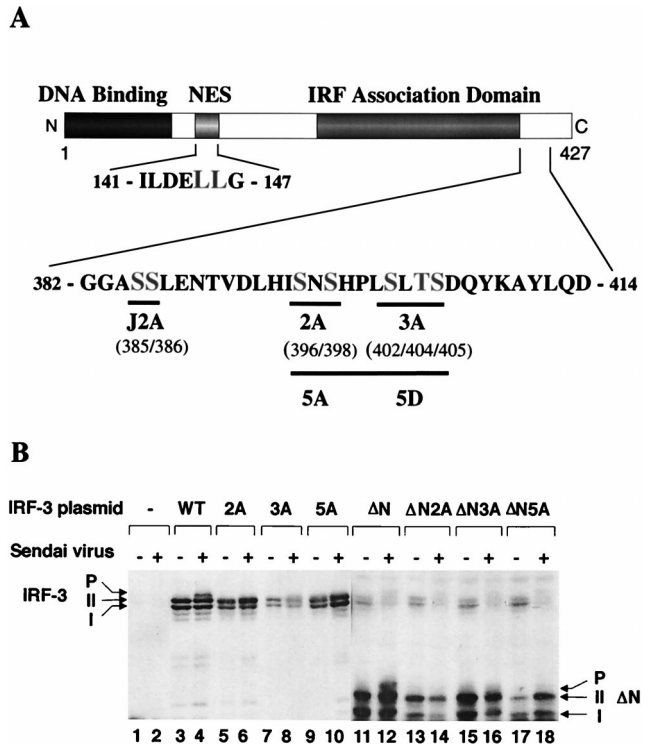 A
DNA Binding NES IRF Association Domain
N C
1 427
141 - ILDELLG - 147
382 - GGASSLENTVDLHISNSHPLSLTSDQYKAYLQD - 414
J2A 2A 3A
(385/386) (396/398) (402/404/405)
5A 5D
B
IRF-3 plasmid - WT 2A 3A 5A ΔN ΔN2A ΔN3A ΔN5A
Sendai virus - + - + - + - + - + - + - + - + - +
P
IRF-3 II
I
P
II ΔN
I
1 2 3 4 5 6 7 8 9 10 11 12 13 14 15 16 17 18